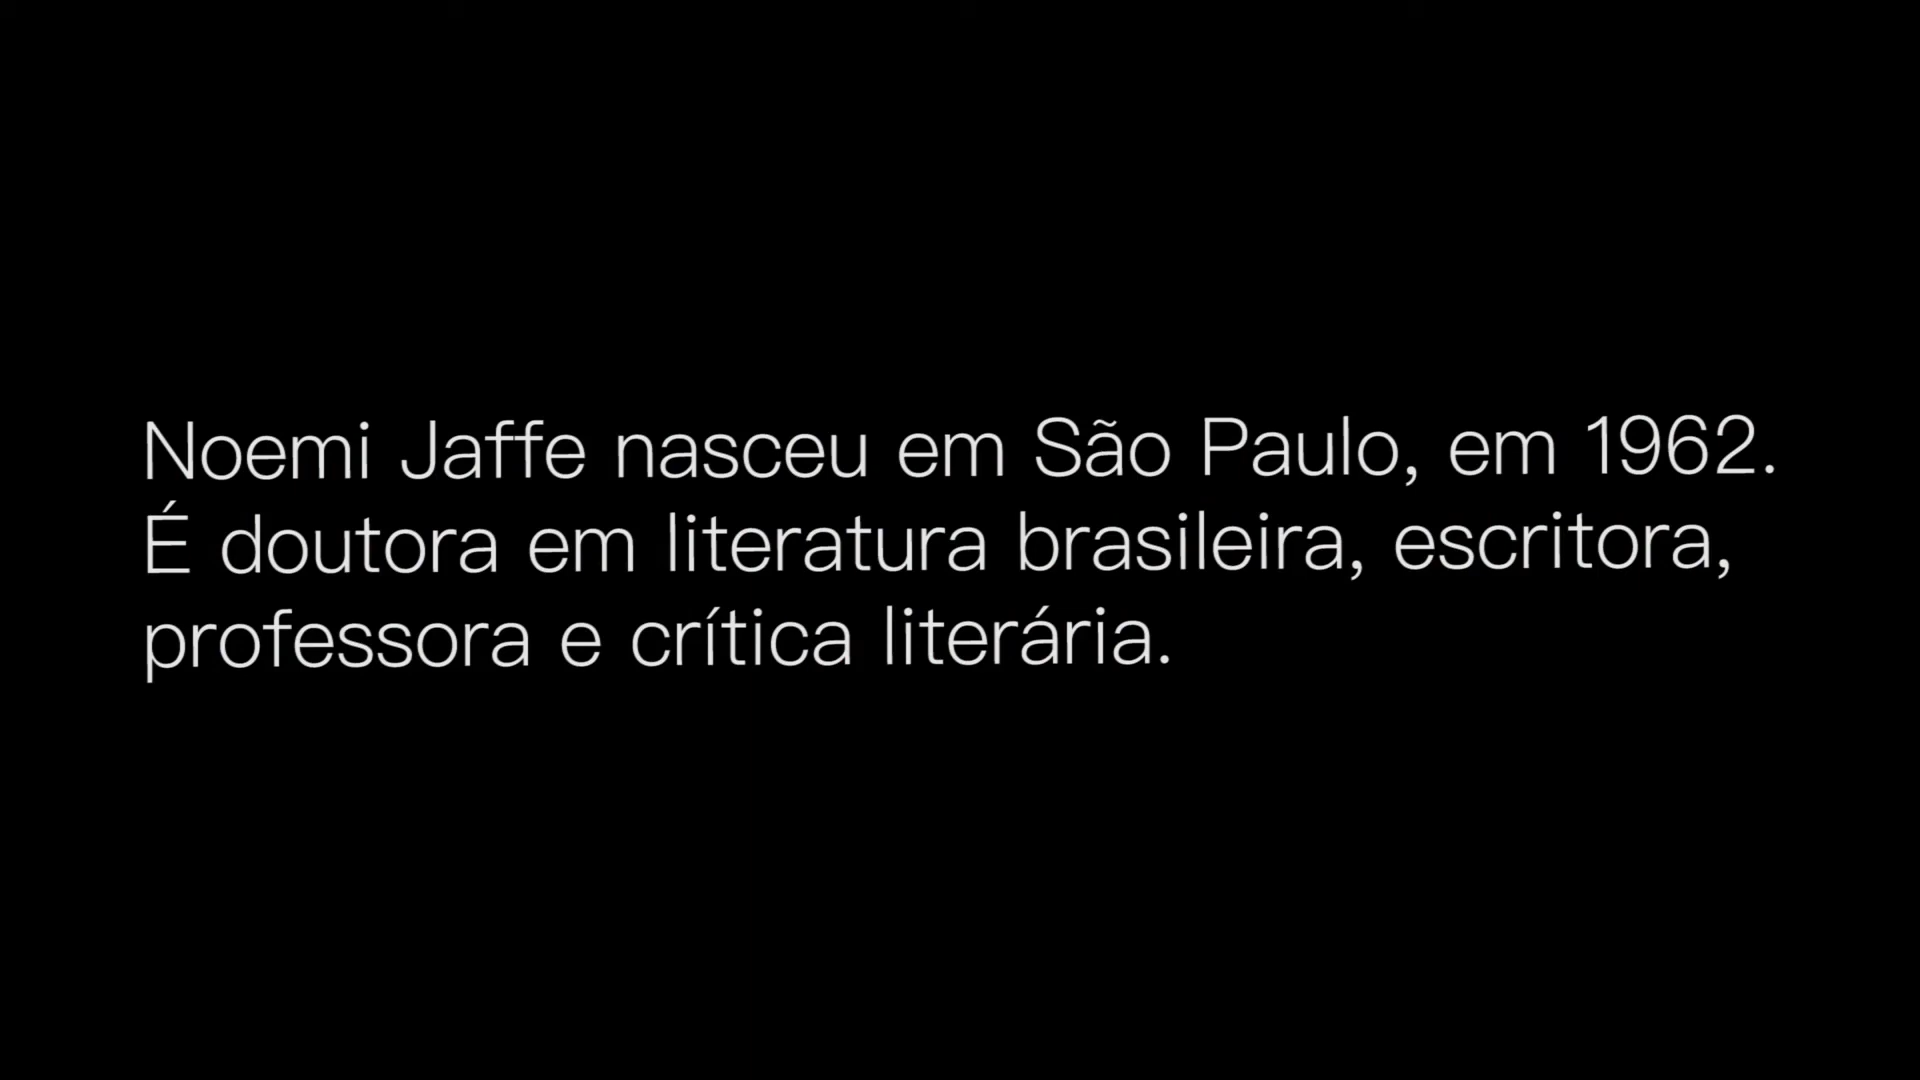 Noemi Jaffe nasceu em São Paulo, em 1962.
É doutora em literatura brasileira, escritora,
professora e crítica literária.